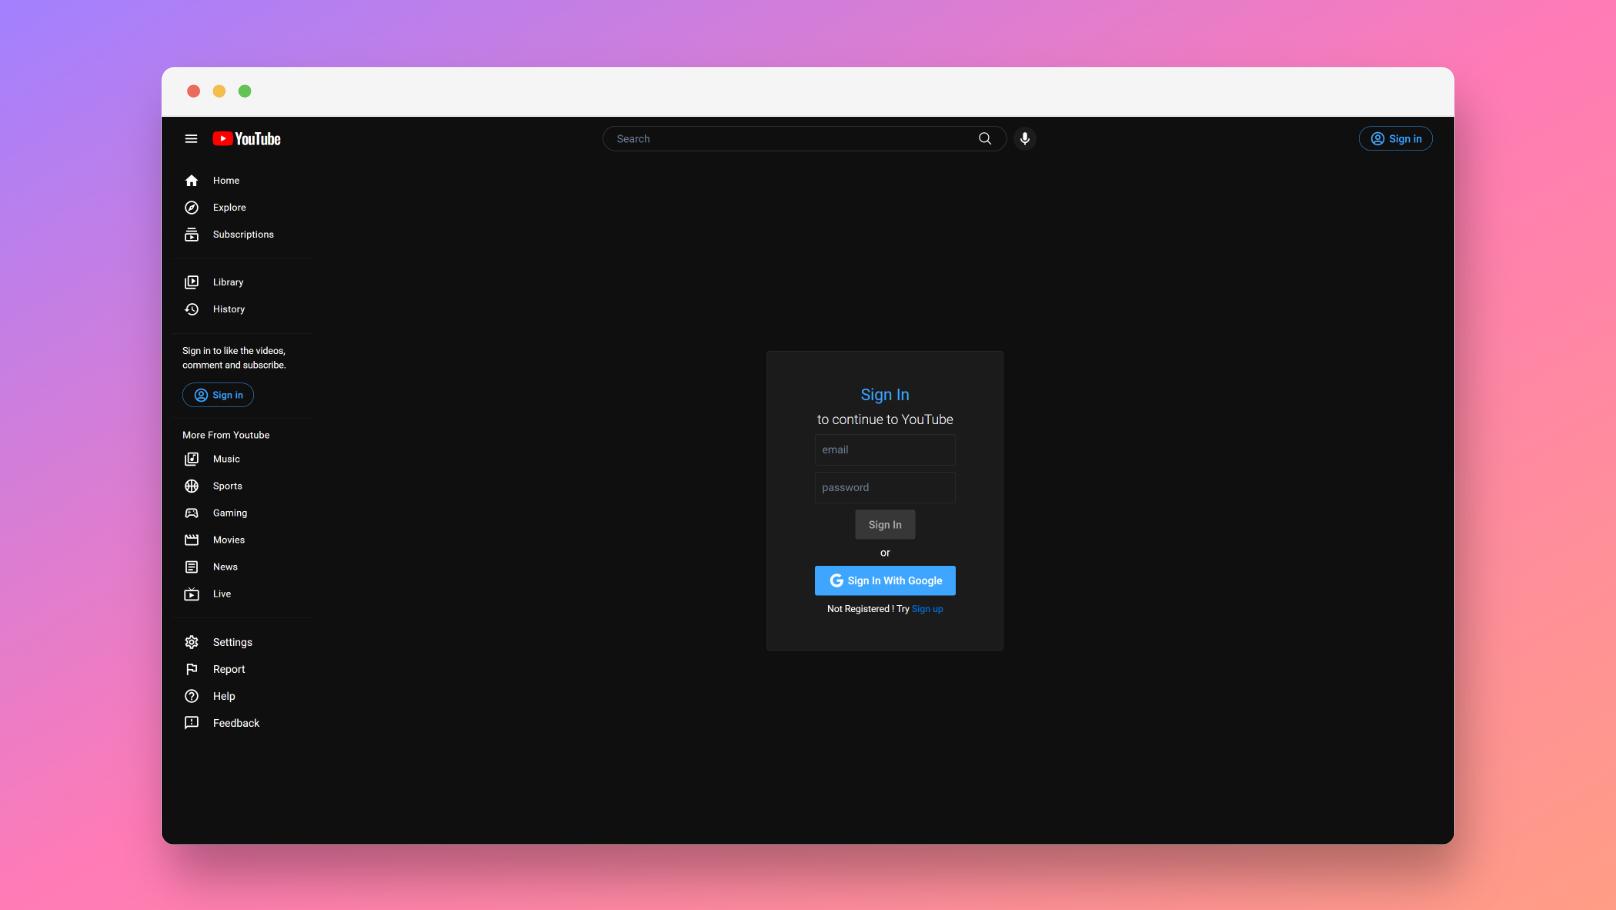 YouTube
Search
Sign in
Home
Explore
Subscriptions
Library
History
Sign in to like the videos,
comment and subscribe.
Sign in
More From Youtube
Music
Sports
Gaming
Movies
News
Live
Settings
Report
Help
Feedback
Sign In
to continue to YouTube
email
password
Sign In
or
Sign In With Google
Not Registered ! Try Sign up